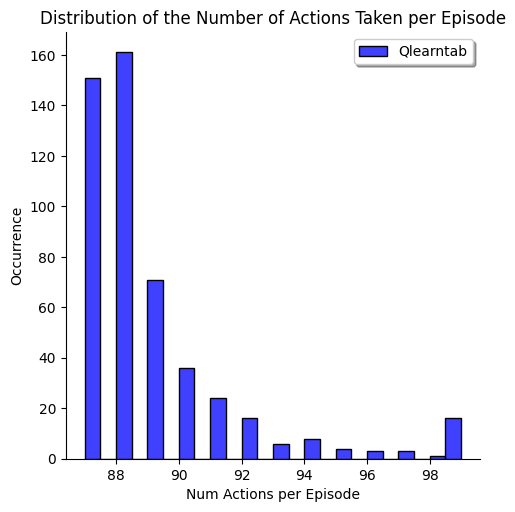 Distribution of the Number of Actions Taken per Episode
Qlearntab
160
140
120
100
80
60
40
20
0
Occurrence
88 90 92 94 96 98
Num Actions per Episode